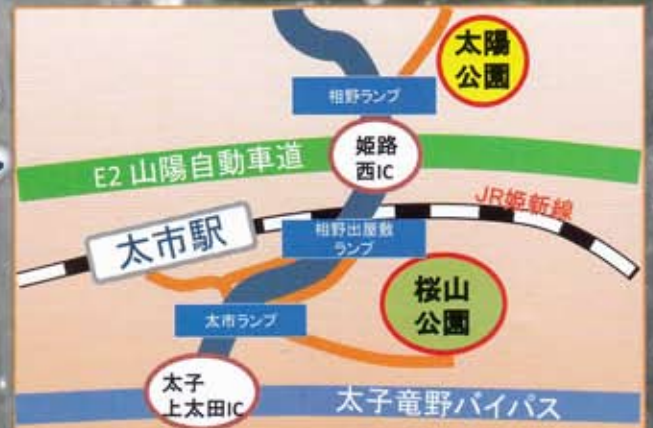 太陽
公園
相野ランプ
姫路
西IC
E2 山陽自動車道
JR姫新線
太市駅
相野出屋敷
ランプ
桜山
公園
太市ランプ
太子
上太田IC
太子竜野バイパス